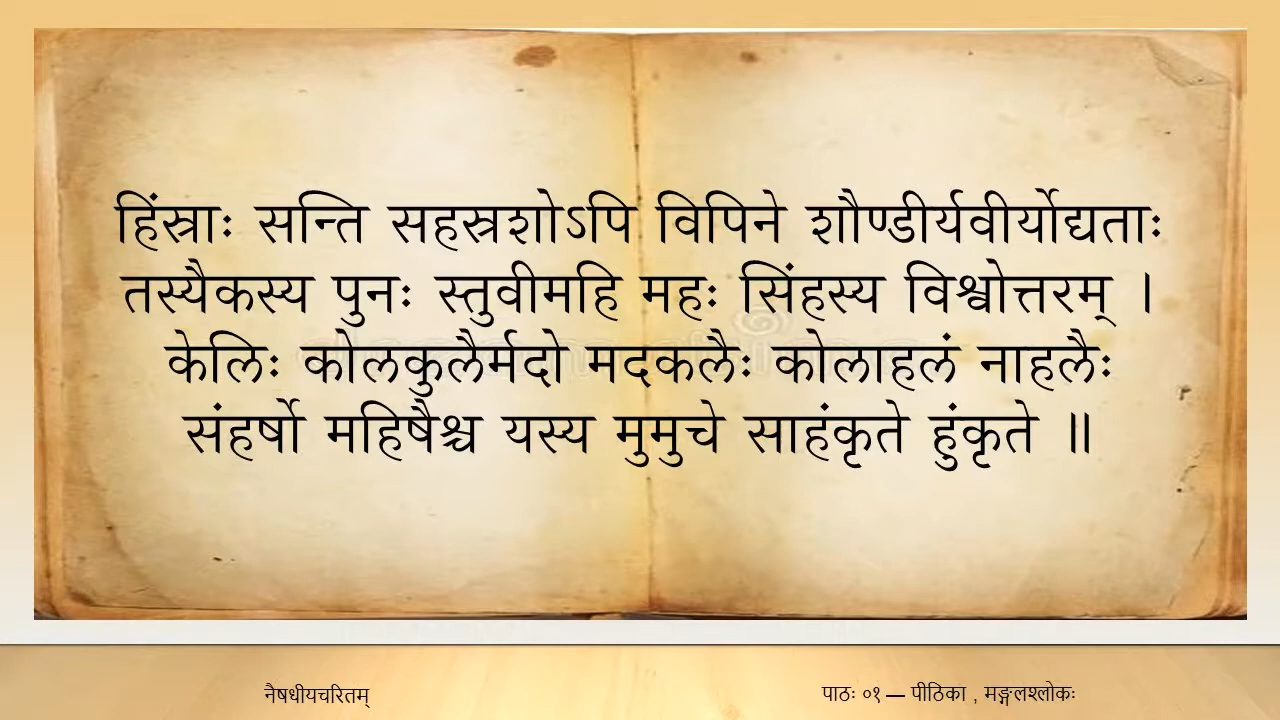 हिंस्राः सन्ति सहस्रशोऽपि विपिने शौण्डीर्यवीर्योद्यताः
तस्यैकस्य पुनः स्तुवीमहि महः सिंहस्य विश्वोत्तरम् ।
केलिः कोलकुलैर्मदो मदकलैः कोलाहलं नाहलैः
संहर्षो महिषैश्च यस्य मुमुचे साहंकृते हुंकृते ॥
नैषधीयचरितम्
पाठः ०१ — पीठिका , मङ्गलश्लोकः